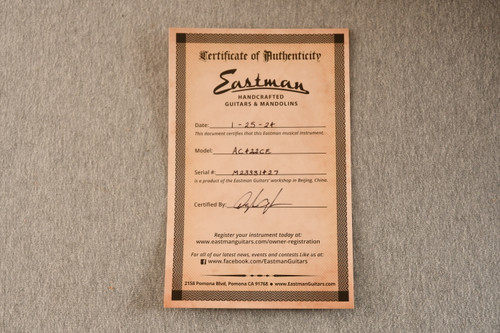 Certificate of Authenticity
Eastman
HANDCRAFTED
GUITARS & MANDOLINS
Date: 1-25-24
This document certifies that this Eastman musical instrument.
Model: AC422CE
Serial #: M23351427
is a product of the Eastman Guitars' workshop in Beijing, China.
Certified By:
Register your instrument today at:
www.eastmanguitars.com/owner-registration
For all of our latest news, events and contests Like us at:
www.facebook.com/EastmanGuitars
2158 Pomona Blvd, Pomona CA 91768 • www.EastmanGuitars.com